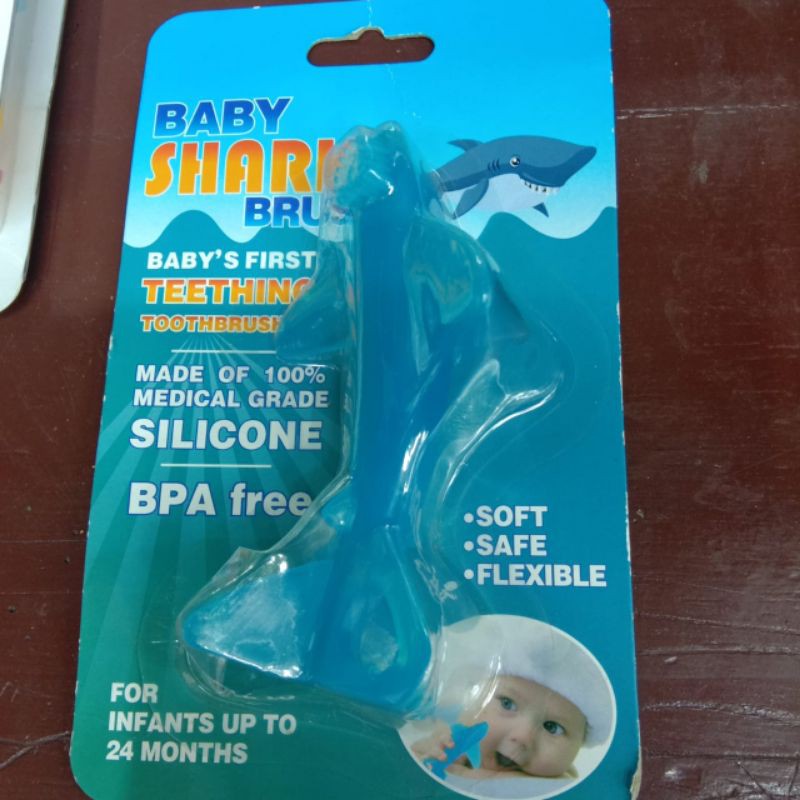 BABY
SHARK
BRU
BABY'S FIRST
TEETHING
TOOTHBRUSH
MADE OF 100%
MEDICAL GRADE
SILICONE
BPA free
•SOFT
•SAFE
•FLEXIBLE
FOR
INFANTS UP TO
24 MONTHS